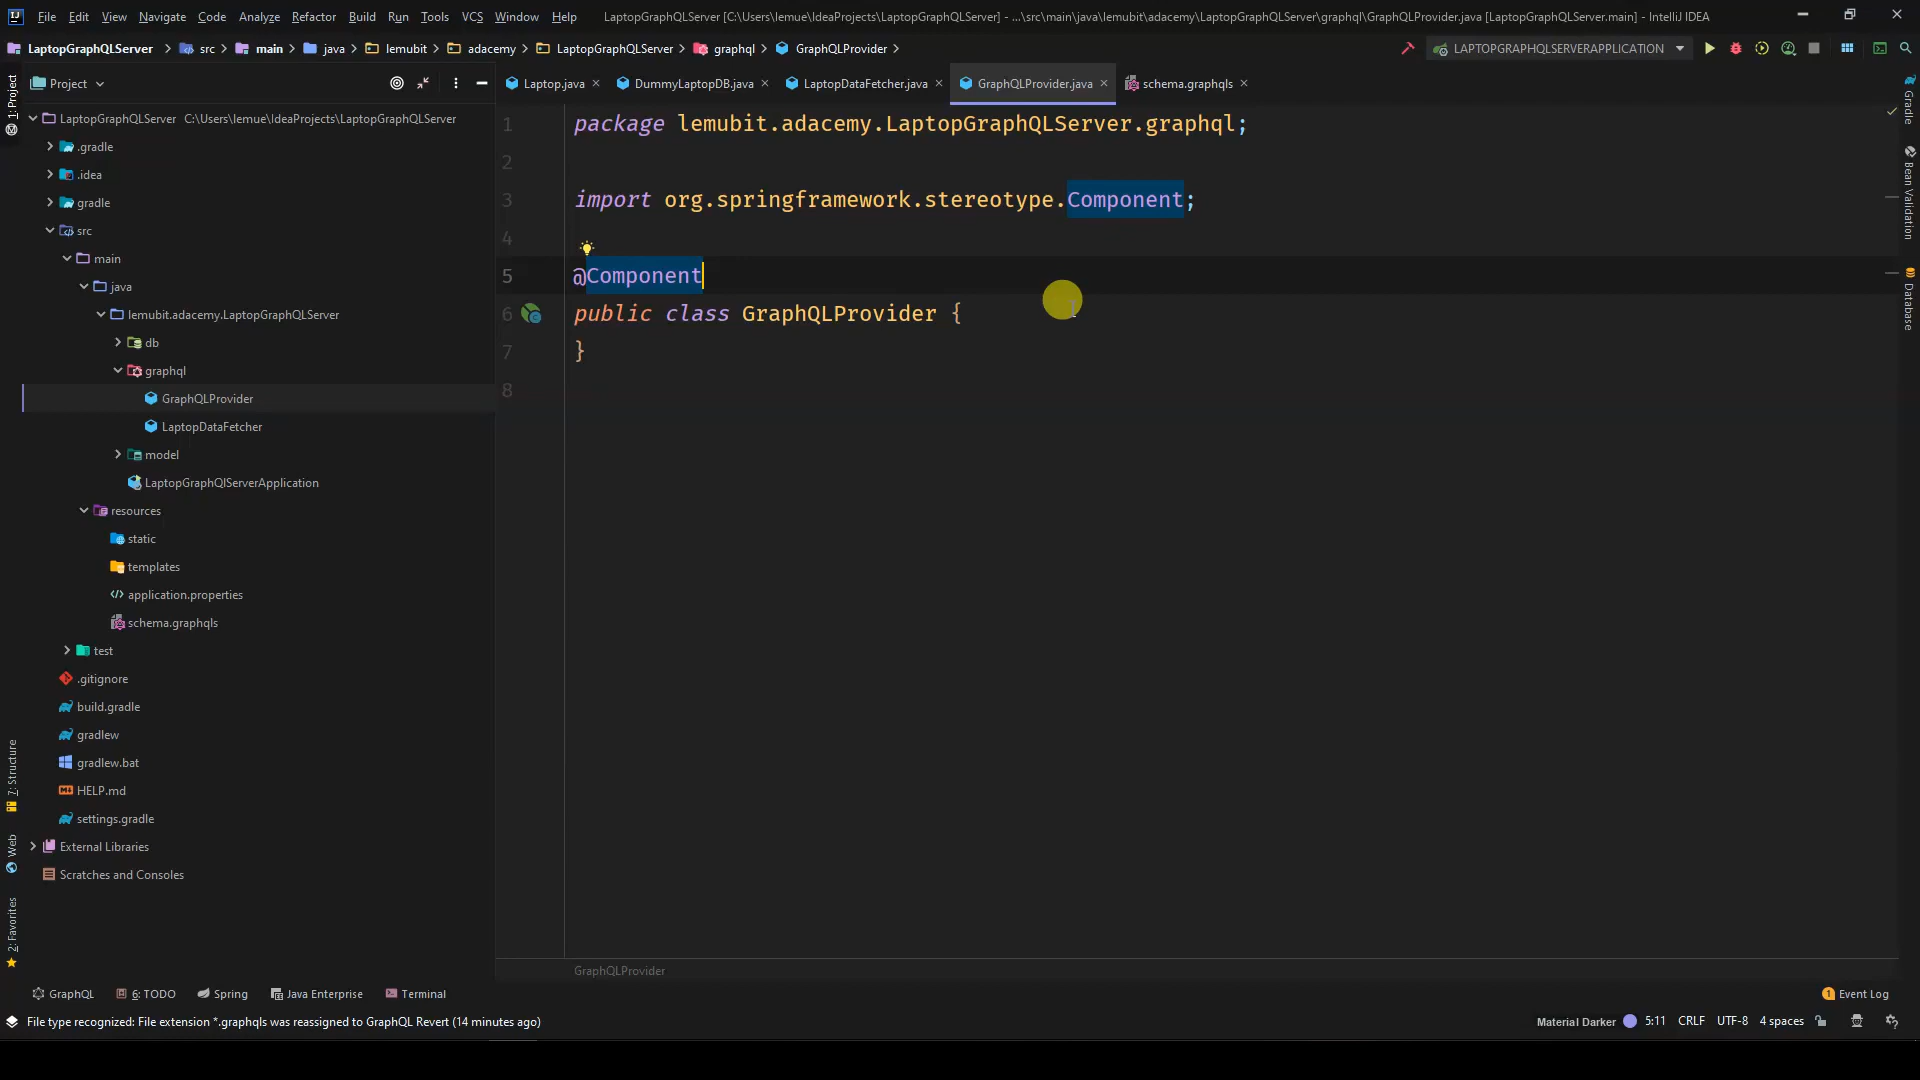 File Edit View Navigate Code Analyze Refactor Build Run Tools VCS Window Help LaptopGraphQLServer [C:\Users\lemue\IdeaProjects\LaptopGraphQLServer] - ...\src\main\java\lemubit\adacemy\LaptopGraphQLServer\graphql\GraphQLProvider.java [LaptopGraphQLServer.main] - IntelliJ IDEA
LaptopGraphQLServer src main java lemubit adacemy LaptopGraphQLServer graphql GraphQLProvider LAPTOPGRAPHQLSERVERAPPLICATION
Project Laptop.java DummyLaptopDB.java LaptopDataFetcher.java GraphQLProvider.java schema.graphqls
1: Project
7: Structure
Web
2: Favorites
Gradle
Bean Validation
Database
LaptopGraphQLServer C:\Users\lemue\IdeaProjects\LaptopGraphQLServer
.gradle
.idea
gradle
src
main
java
lemubit.adacemy.LaptopGraphQLServer
db
graphql
GraphQLProvider
LaptopDataFetcher
model
LaptopGraphQlServerApplication
resources
static
templates
application.properties
schema.graphqls
test
.gitignore
build.gradle
gradlew
gradlew.bat
HELP.md
settings.gradle
External Libraries
Scratches and Consoles
1 package lemubit.adacemy.LaptopGraphQLServer.graphql;
2
3 import org.springframework.stereotype.Component;
4
5 @Component
6 public class GraphQLProvider {
7 }
8
GraphQLProvider
GraphQL 6: TODO Spring Java Enterprise Terminal 1 Event Log
File type recognized: File extension *.graphqls was reassigned to GraphQL Revert (14 minutes ago) Material Darker 5:11 CRLF UTF-8 4 spaces